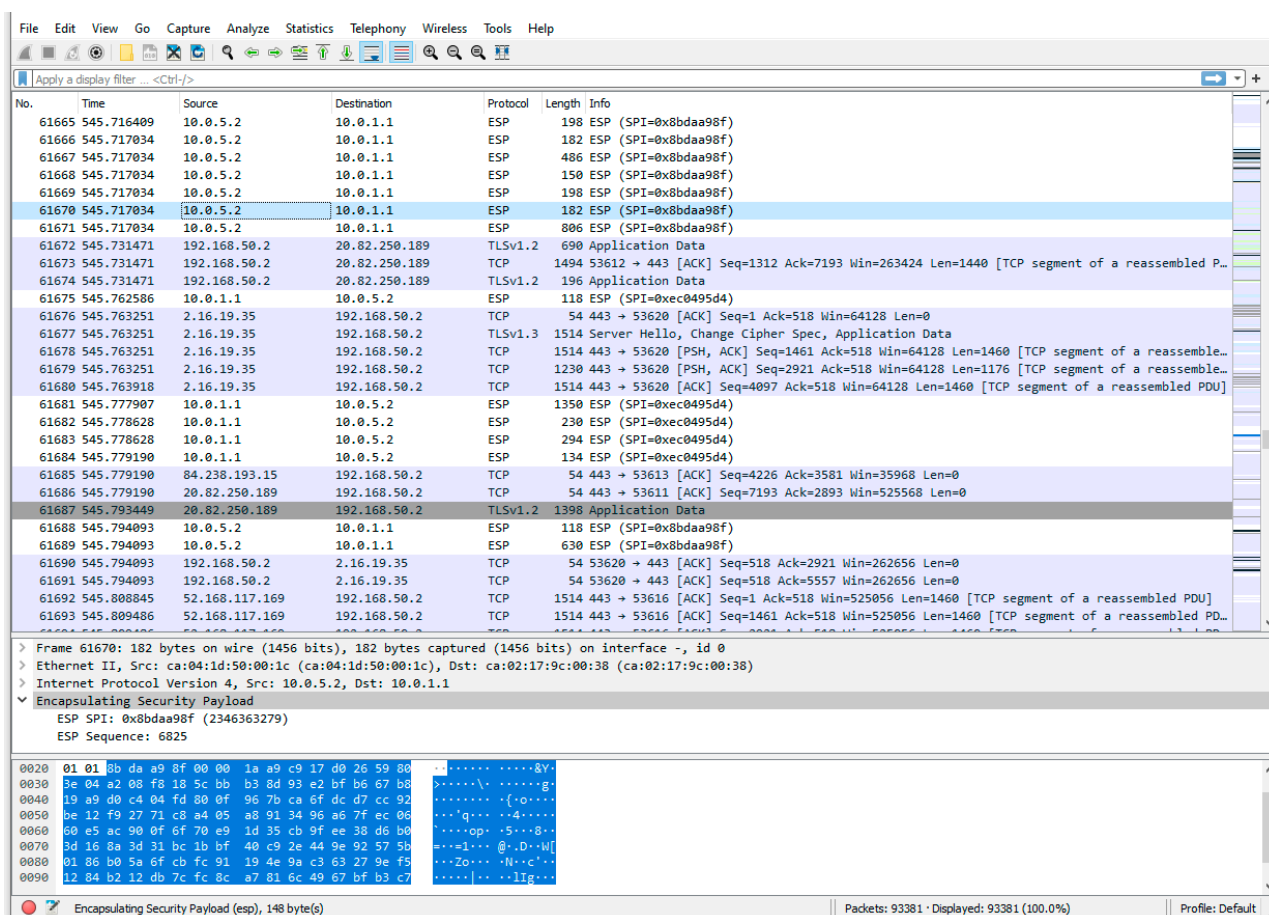 File Edit View Go Capture Analyze Statistics Telephony Wireless Tools Help
Apply a display filter ... <Ctrl-/>
No. Time Source Destination Protocol Length Info
61665 545.716409 10.0.5.2 10.0.1.1 ESP 198 ESP (SPI=0x8bdaa98f)
61666 545.717034 10.0.5.2 10.0.1.1 ESP 182 ESP (SPI=0x8bdaa98f)
61667 545.717034 10.0.5.2 10.0.1.1 ESP 486 ESP (SPI=0x8bdaa98f)
61668 545.717034 10.0.5.2 10.0.1.1 ESP 150 ESP (SPI=0x8bdaa98f)
61669 545.717034 10.0.5.2 10.0.1.1 ESP 198 ESP (SPI=0x8bdaa98f)
61670 545.717034 10.0.5.2 10.0.1.1 ESP 182 ESP (SPI=0x8bdaa98f)
61671 545.717034 10.0.5.2 10.0.1.1 ESP 806 ESP (SPI=0x8bdaa98f)
61672 545.731471 192.168.50.2 20.82.250.189 TLSv1.2 690 Application Data
61673 545.731471 192.168.50.2 20.82.250.189 TCP 1494 53612 → 443 [ACK] Seq=1312 Ack=7193 Win=263424 Len=1440 [TCP segment of a reassembled P…
61674 545.731471 192.168.50.2 20.82.250.189 TLSv1.2 196 Application Data
61675 545.762586 10.0.1.1 10.0.5.2 ESP 118 ESP (SPI=0xec0495d4)
61676 545.763251 2.16.19.35 192.168.50.2 TCP 54 443 → 53620 [ACK] Seq=1 Ack=518 Win=64128 Len=0
61677 545.763251 2.16.19.35 192.168.50.2 TLSv1.3 1514 Server Hello, Change Cipher Spec, Application Data
61678 545.763251 2.16.19.35 192.168.50.2 TCP 1514 443 → 53620 [PSH, ACK] Seq=1461 Ack=518 Win=64128 Len=1460 [TCP segment of a reassemble…
61679 545.763251 2.16.19.35 192.168.50.2 TCP 1230 443 → 53620 [PSH, ACK] Seq=2921 Ack=518 Win=64128 Len=1176 [TCP segment of a reassemble…
61680 545.763918 2.16.19.35 192.168.50.2 TCP 1514 443 → 53620 [ACK] Seq=4097 Ack=518 Win=64128 Len=1460 [TCP segment of a reassembled PDU]
61681 545.777907 10.0.1.1 10.0.5.2 ESP 1350 ESP (SPI=0xec0495d4)
61682 545.778628 10.0.1.1 10.0.5.2 ESP 230 ESP (SPI=0xec0495d4)
61683 545.778628 10.0.1.1 10.0.5.2 ESP 294 ESP (SPI=0xec0495d4)
61684 545.779190 10.0.1.1 10.0.5.2 ESP 134 ESP (SPI=0xec0495d4)
61685 545.779190 84.238.193.15 192.168.50.2 TCP 54 443 → 53613 [ACK] Seq=4226 Ack=3581 Win=35968 Len=0
61686 545.779190 20.82.250.189 192.168.50.2 TCP 54 443 → 53611 [ACK] Seq=7193 Ack=2893 Win=525568 Len=0
61687 545.793449 20.82.250.189 192.168.50.2 TLSv1.2 1398 Application Data
61688 545.794093 10.0.5.2 10.0.1.1 ESP 118 ESP (SPI=0x8bdaa98f)
61689 545.794093 10.0.5.2 10.0.1.1 ESP 630 ESP (SPI=0x8bdaa98f)
61690 545.794093 192.168.50.2 2.16.19.35 TCP 54 53620 → 443 [ACK] Seq=518 Ack=2921 Win=262656 Len=0
61691 545.794093 192.168.50.2 2.16.19.35 TCP 54 53620 → 443 [ACK] Seq=518 Ack=5557 Win=262656 Len=0
61692 545.808845 52.168.117.169 192.168.50.2 TCP 1514 443 → 53616 [ACK] Seq=1 Ack=518 Win=525056 Len=1460 [TCP segment of a reassembled PDU]
61693 545.809486 52.168.117.169 192.168.50.2 TCP 1514 443 → 53616 [ACK] Seq=1461 Ack=518 Win=525056 Len=1460 [TCP segment of a reassembled PD…
Frame 61670: 182 bytes on wire (1456 bits), 182 bytes captured (1456 bits) on interface -, id 0
Ethernet II, Src: ca:04:1d:50:00:1c (ca:04:1d:50:00:1c), Dst: ca:02:17:9c:00:38 (ca:02:17:9c:00:38)
Internet Protocol Version 4, Src: 10.0.5.2, Dst: 10.0.1.1
Encapsulating Security Payload
ESP SPI: 0x8bdaa98f (2346363279)
ESP Sequence: 6825
0020 01 01 8b da a9 8f 00 00 1a a9 c9 17 d0 26 59 80 ·············&Y·
0030 3e 04 a2 08 f8 18 5c bb b3 8d 93 e2 bf b6 67 b8 >·····\·······g·
0040 19 a9 d0 c4 04 fd 80 0f 96 7b ca 6f dc d7 cc 92 ········ ·{·o····
0050 be 12 f9 27 71 c8 a4 05 a8 91 34 96 a6 7f ec 06 ···'q··· ··4·····
0060 60 e5 ac 90 0f 6f 70 e9 1d 35 cb 9f ee 38 d6 b0 `····op· ·5···8··
0070 3d 16 8a 3d 31 bc 1b bf 40 c9 2e 44 9e 92 57 5b =··=1··· @·.D··W[
0080 01 86 b0 5a 6f cb fc 91 19 4e 9a c3 63 27 9e f5 ···Zo··· ·N··c'··
0090 12 84 b2 12 db 7c fc 8c a7 81 6c 49 67 bf b3 c7 ·····|·· ··lIg···
Encapsulating Security Payload (esp), 148 byte(s) Packets: 93381 · Displayed: 93381 (100.0%) Profile: Default